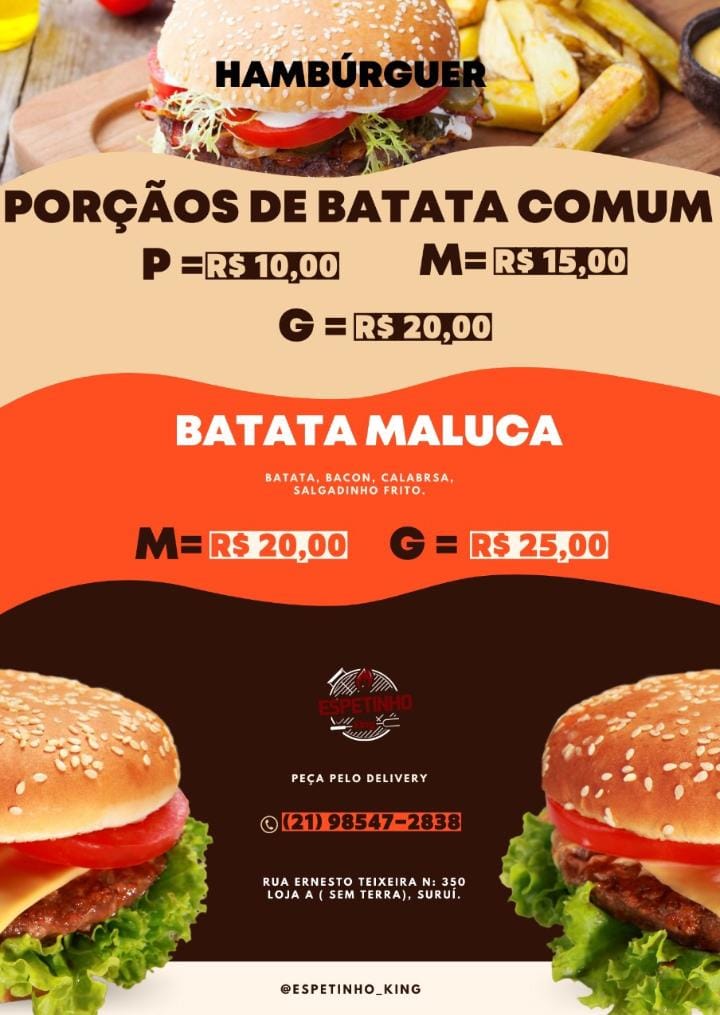 HAMBÚRGUER
PORÇÃOS DE BATATA COMUM
P =R$ 10,00 M= R$ 15,00
G = R$ 20,00
BATATA MALUCA
BATATA, BACON, CALABRSA,
SALGADINHO FRITO.
M= R$ 20,00 G = R$ 25,00
ESPETINHO
PEÇA PELO DELIVERY
(21) 98547-2838
RUA ERNESTO TEIXEIRA N: 350
LOJA A ( SEM TERRA), SURUÍ.
@ESPETINHO_KING